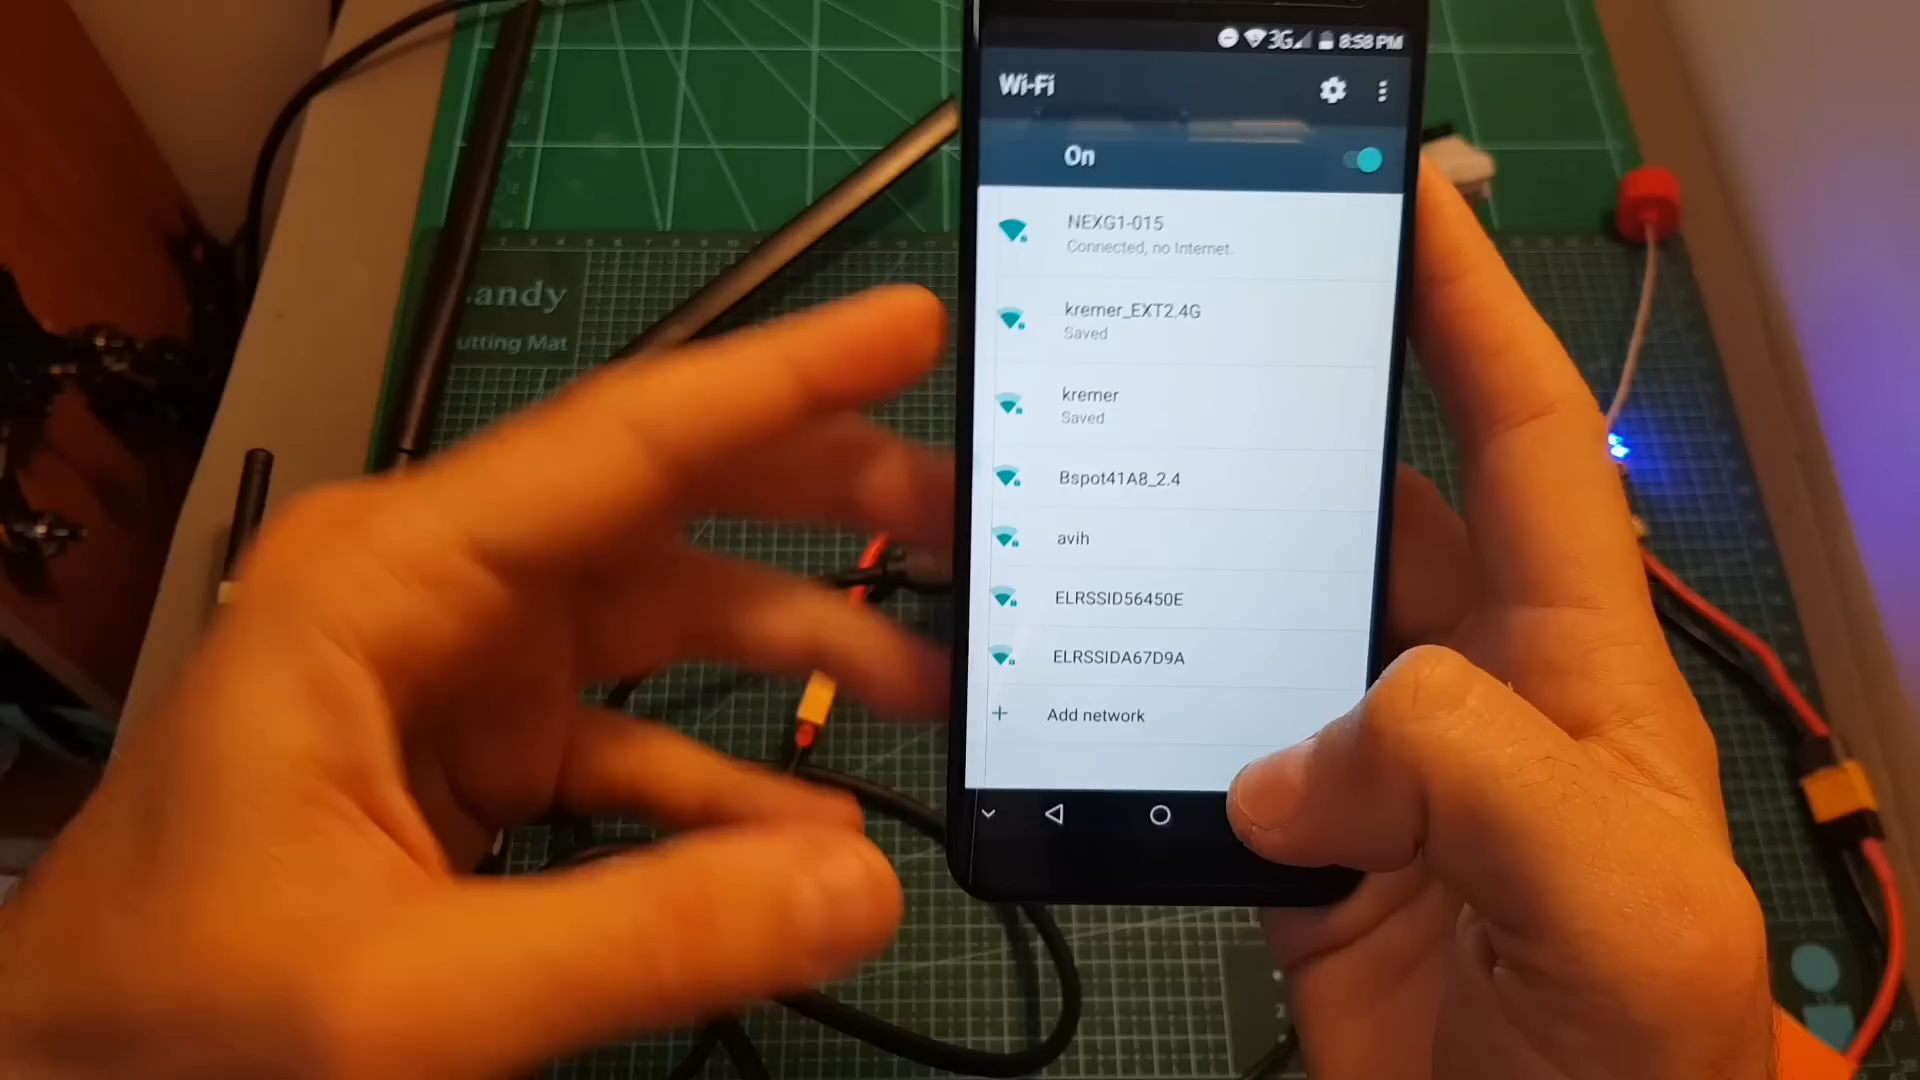 3G 8:58 PM
Wi-Fi
On
NEXG1-015
Connected, no Internet.
kremer_EXT2.4G
Saved
kremer
Saved
Bspot41A8_2.4
avih
ELRSSID56450E
ELRSSIDA67D9A
+ Add network
andy
utting Mat